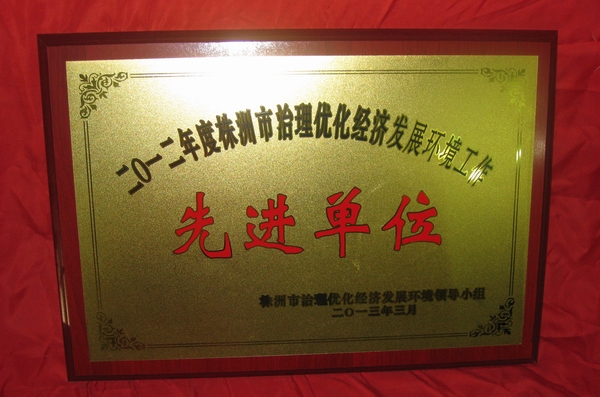 二〇一二年度株洲市治理优化经济发展环境工作
先进单位
株洲市治理优化经济发展环境领导小组
二〇一三年三月